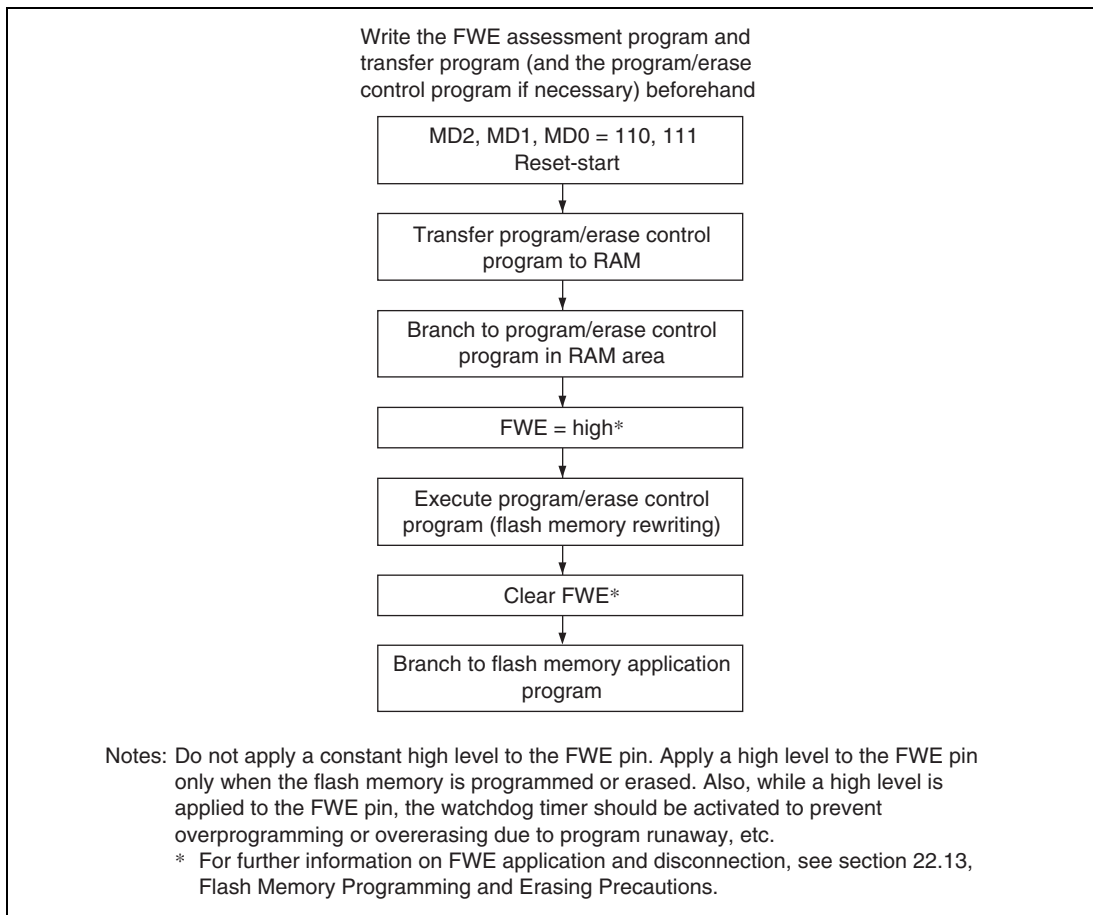 Write the FWE assessment program and
transfer program (and the program/erase
control program if necessary) beforehand
MD2, MD1, MD0 = 110, 111
Reset-start
Transfer program/erase control
program to RAM
Branch to program/erase control
program in RAM area
FWE = high*
Execute program/erase control
program (flash memory rewriting)
Clear FWE*
Branch to flash memory application
program
Notes: Do not apply a constant high level to the FWE pin. Apply a high level to the FWE pin
only when the flash memory is programmed or erased. Also, while a high level is
applied to the FWE pin, the watchdog timer should be activated to prevent
overprogramming or overerasing due to program runaway, etc.
* For further information on FWE application and disconnection, see section 22.13,
Flash Memory Programming and Erasing Precautions.